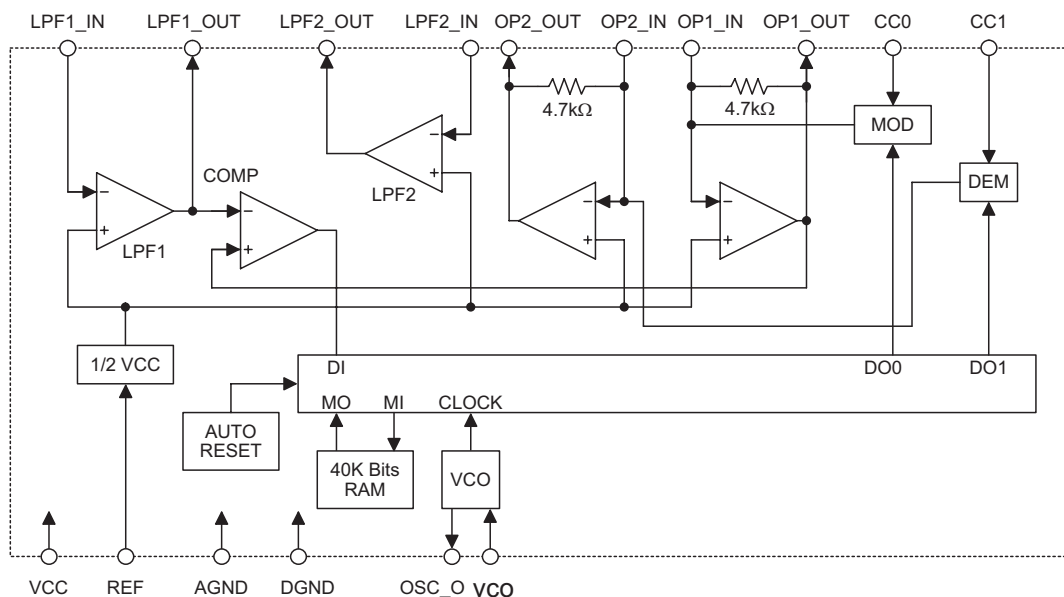 LPF1_IN LPF1_OUT LPF2_OUT LPF2_IN OP2_OUT OP2_IN OP1_IN OP1_OUT CC0 CC1
4.7kΩ 4.7kΩ
MOD
COMP
DEM
LPF2
LPF1
- + - + - + - + - +
1/2 VCC
DI DO0 DO1
MO MI CLOCK
AUTO
RESET
40K Bits
RAM
VCO
VCC REF AGND DGND OSC_O VCO